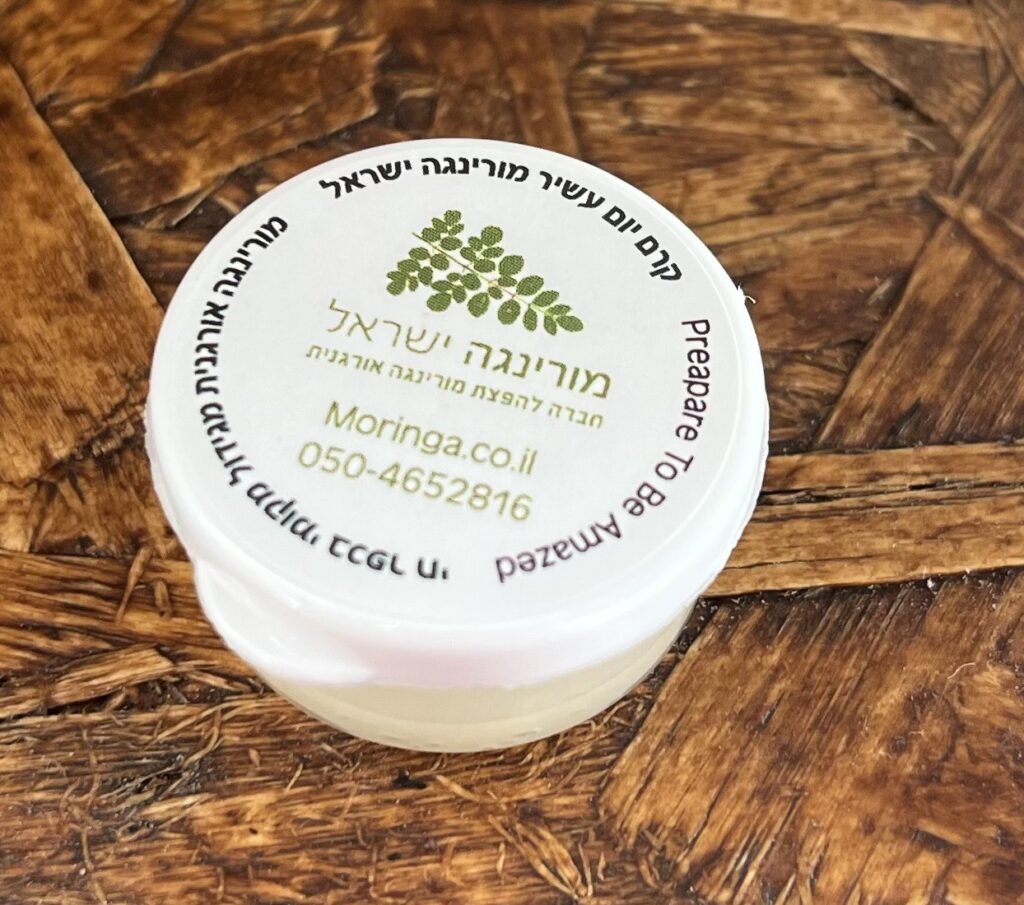 קרם יום עשיר מורינגה ישראל
מורינגה אורגנית מגידול
מורינגה ישראל
חברה להפצת מורינגה אורגנית
Moringa.co.il
050-4652816
Preapare To Be Amazed